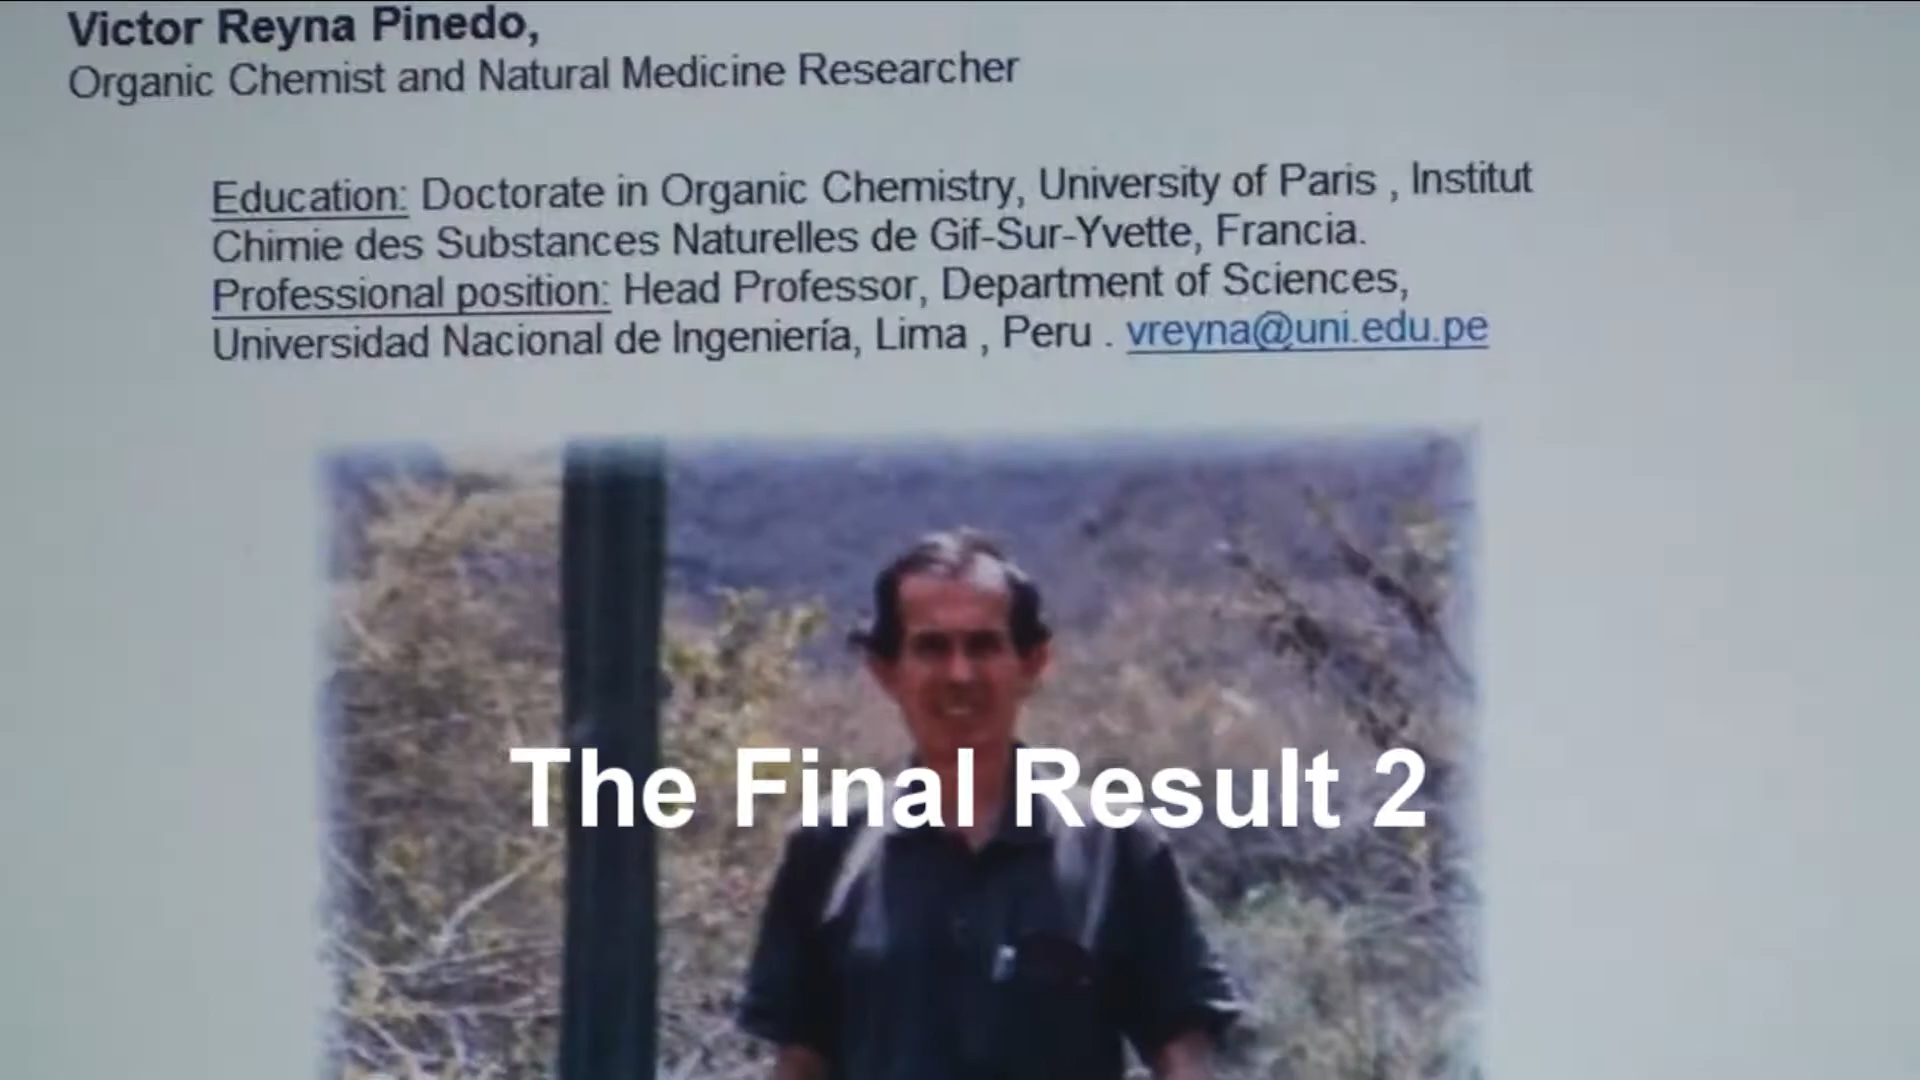 Victor Reyna Pinedo,
Organic Chemist and Natural Medicine Researcher
Education: Doctorate in Organic Chemistry, University of Paris , Institut
Chimie des Substances Naturelles de Gif-Sur-Yvette, Francia.
Professional position: Head Professor, Department of Sciences,
Universidad Nacional de Ingeniería, Lima , Peru . vreyna@uni.edu.pe
The Final Result 2